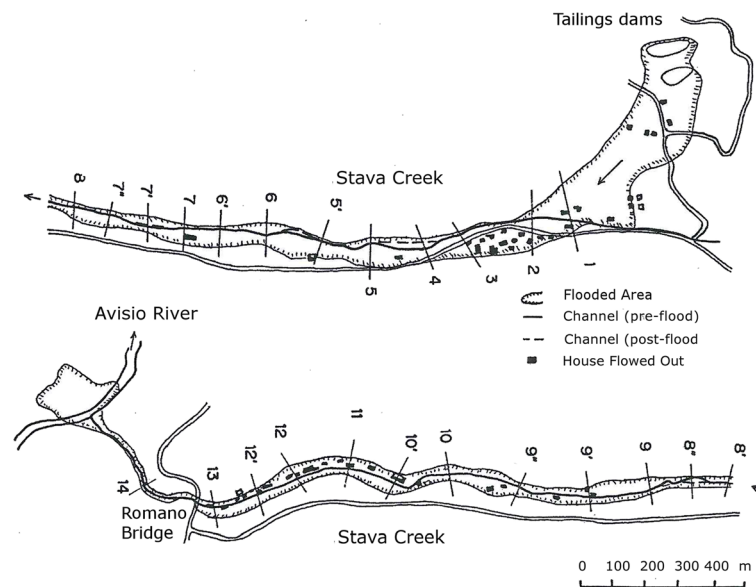 Tailings dams
Stava Creek
8 7" 7' 7 6' 6 5' 5 4 3 2 1
Flooded Area
Channel (pre-flood)
Channel (post-flood
House Flowed Out
Avisio River
14 13 12' 12 11 10' 10 9" 9' 9 8" 8'
Romano
Bridge
Stava Creek
0 100 200 300 400 m